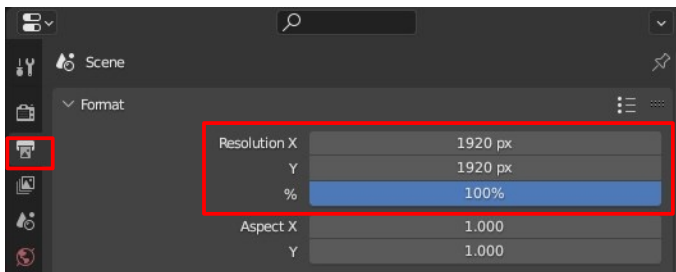 Scene
Format
Resolution X 1920 px
Y 1920 px
% 100%
Aspect X 1.000
Y 1.000